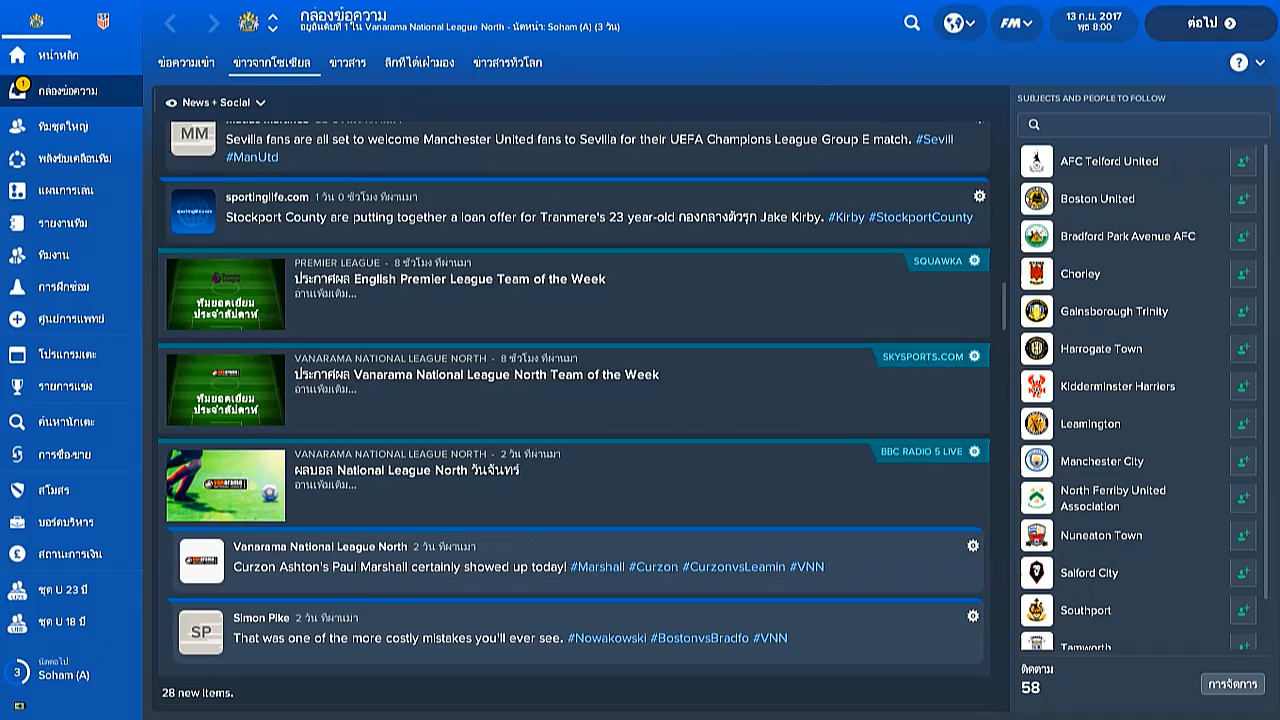 กล่องข้อความ
อยู่อันดับที่ 1 ใน Vanarama National League North - นัดหน้า: Soham (A) (3 วัน)
FM
13 ก.ย. 2017
พุธ 8:00
ต่อไป
ข้อความเข้า
ข่าวจากโซเชียล
ข่าวสาร
ลีกที่ได้เฝ้ามอง
ข่าวสารทั่วโลก
?
หน้าหลัก
1
กล่องข้อความ
ทีมชุดใหญ่
พลังขับเคลื่อนทีม
แผนการเล่น
รายงานทีม
ทีมงาน
การฝึกซ้อม
ศูนย์การแพทย์
โปรแกรมเตะ
รายการแข่ง
ค้นหานักเตะ
การซื้อ-ขาย
สโมสร
บอร์ดบริหาร
สถานะการเงิน
ชุด U 23 ปี
ชุด U 18 ปี
3
นัดต่อไป
Soham (A)
News + Social
MM
Sevilla fans are all set to welcome Manchester United fans to Sevilla for their UEFA Champions League Group E match. #Sevill
#ManUtd
sportinglife.com 1 0 0 ชั่วโมง ที่ผ่านมา
Stockport County are putting together a loan offer for Tranmere's 23 year-old กองกลางตัวรุก Jake Kirby. #Kirby #StockportCounty
PREMIER LEAGUE - 8 ชั่วโมง ที่ผ่านมา
SQUAWKA
ประกาศผล English Premier League Team of the Week
อ่านเพิ่มเติม...
ทีมยอดเยี่ยม
ประจำสัปดาห์
VANARAMA NATIONAL LEAGUE NORTH - 8 ชั่วโมง ที่ผ่านมา
SKYSPORTS.COM
ประกาศผล Vanarama National League North Team of the Week
อ่านเพิ่มเติม...
ทีมยอดเยี่ยม
ประจำสัปดาห์
VANARAMA NATIONAL LEAGUE NORTH - 2 วัน ที่ผ่านมา
BBC RADIO 5 LIVE
ผลบอล National League North วันจันทร์
อ่านเพิ่มเติม...
Vanarama National League North 2 วัน ที่ผ่านมา
Curzon Ashton's Paul Marshall certainly showed up today! #Marshall #Curzon #CurzonvsLeamin #VNN
SP
Simon Pike 2 วัน ที่ผ่านมา
That was one of the more costly mistakes you'll ever see. #Nowakowski #BostonvsBradfo #VNN
28 new items.
SUBJECTS AND PEOPLE TO FOLLOW
AFC Telford United
Boston United
Bradford Park Avenue AFC
Chorley
Gainsborough Trinity
Harrogate Town
Kidderminster Harriers
Leamington
Manchester City
North Ferriby United
Association
Nuneaton Town
Salford City
Southport
Tamworth
ติดตาม
58
การจัดการ